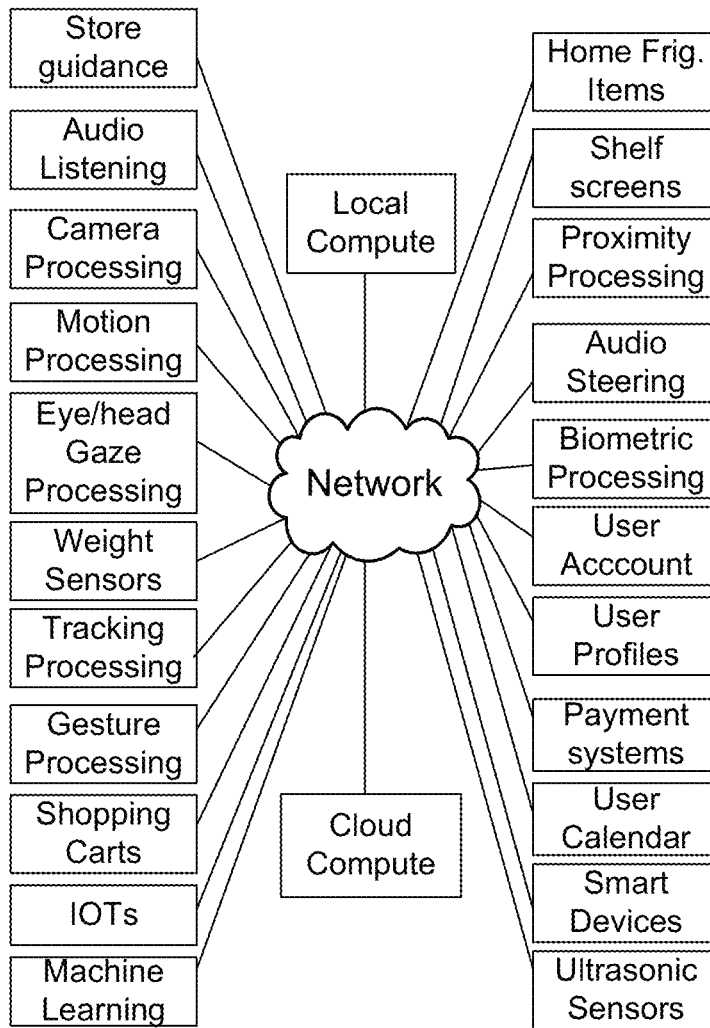 Store
guidance
Audio
Listening
Camera
Processing
Motion
Processing
Eye/head
Gaze
Processing
Weight
Sensors
Tracking
Processing
Gesture
Processing
Shopping
Carts
IOTs
Machine
Learning
Local
Compute
Network
Cloud
Compute
Home Frig.
Items
Shelf
screens
Proximity
Processing
Audio
Steering
Biometric
Processing
User
Acccount
User
Profiles
Payment
systems
User
Calendar
Smart
Devices
Ultrasonic
Sensors